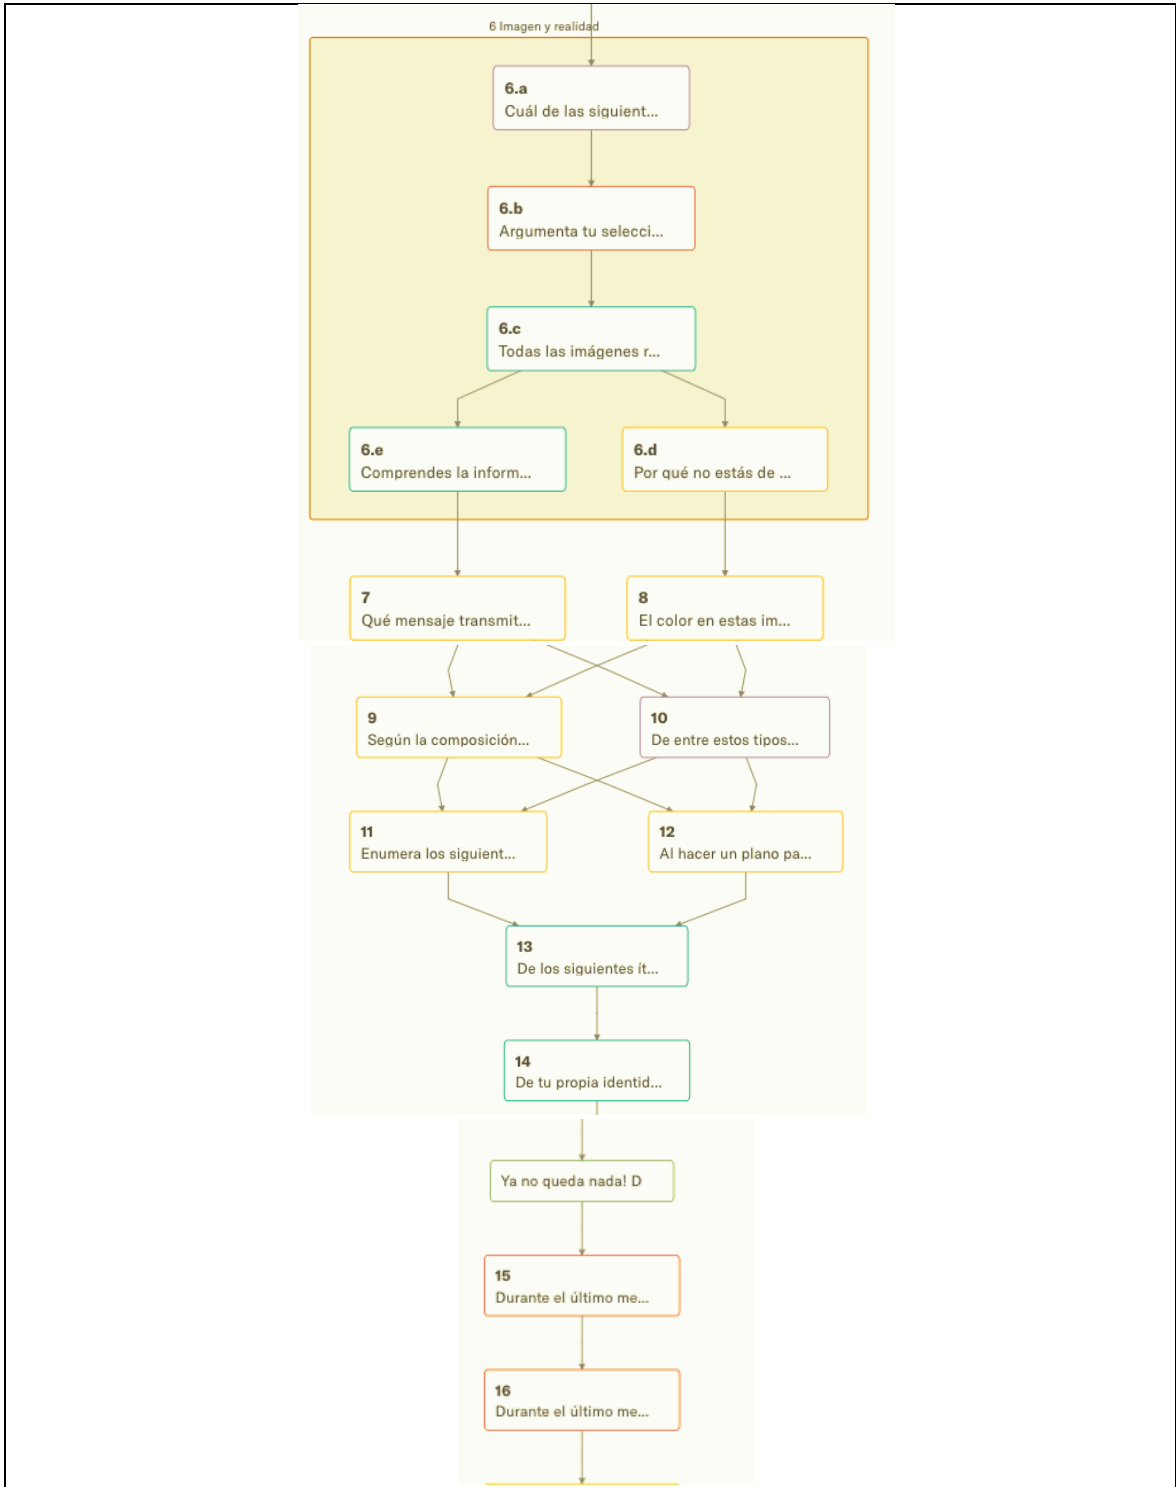 6 Imagen y realidad
6.a
Cuál de las siguient...
6.b
Argumenta tu selecci...
6.c
Todas las imágenes r...
6.e
Comprendes la inform...
6.d
Por qué no estás de ...
7
Qué mensaje transmit...
8
El color en estas im...
9
Según la composición...
10
De entre estos tipos...
11
Enumera los siguient...
12
Al hacer un plano pa...
13
De los siguientes ít...
14
De tu propia identid...
Ya no queda nada! D
15
Durante el último me...
16
Durante el último me...